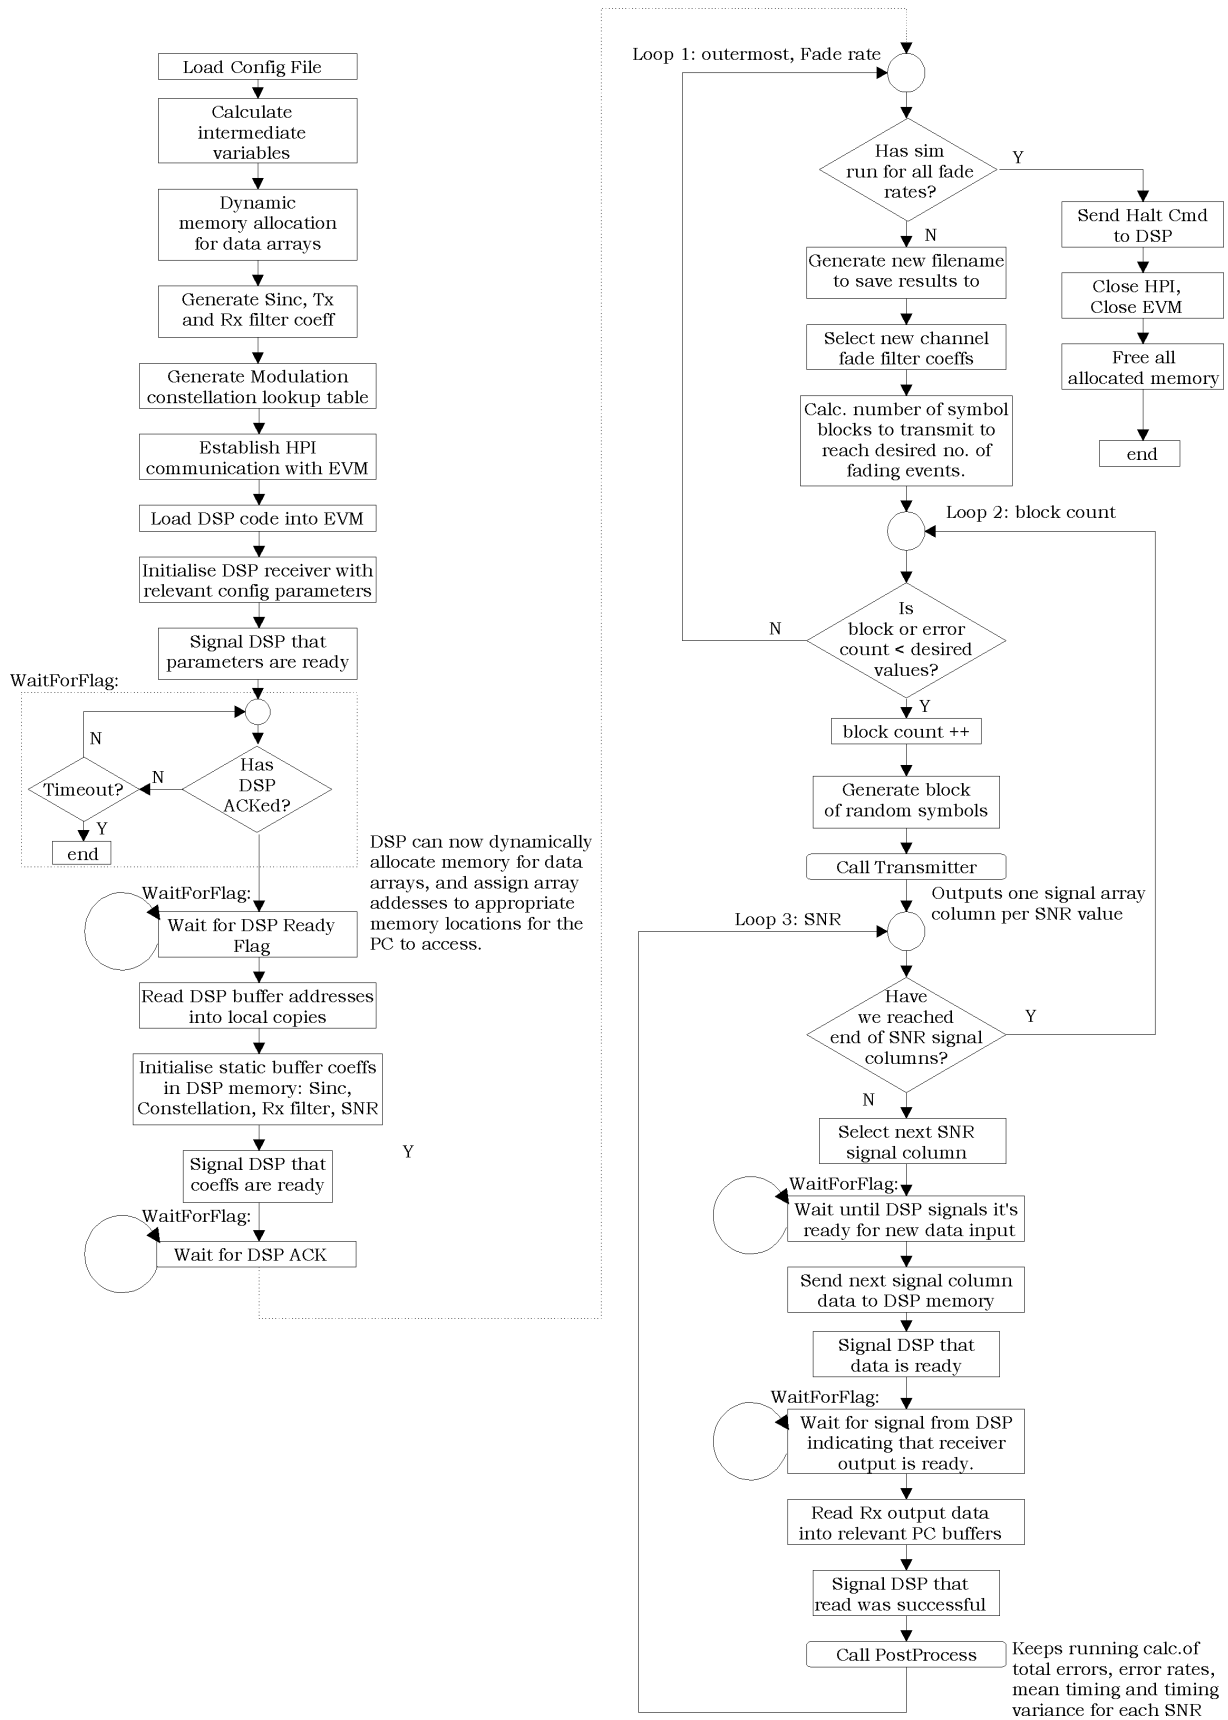 Load Config File
Calculate
intermediate
variables
Dynamic
memory allocation
for data arrays
Generate Sinc, Tx
and Rx filter coeff
Generate Modulation
constellation lookup table
Establish HPI
communication with EVM
Load DSP code into EVM
Initialise DSP receiver with
relevant config parameters
Signal DSP that
parameters are ready
WaitForFlag:
N
Timeout?
N
Has
DSP
ACKed?
Y
end
DSP can now dynamically
allocate memory for data
arrays, and assign array
addesses to appropriate
memory locations for the
PC to access.
WaitForFlag:
Wait for DSP Ready
Flag
Read DSP buffer addresses
into local copies
Initialise static buffer coeffs
in DSP memory: Sinc,
Constellation, Rx filter, SNR
Y
Signal DSP that
coeffs are ready
WaitForFlag:
Wait for DSP ACK
Loop 1: outermost, Fade rate
Has sim
run for all fade
rates?
Y
Send Halt Cmd
to DSP
Close HPI,
Close EVM
Free all
allocated memory
end
N
Generate new filename
to save results to
Select new channel
fade filter coeffs
Calc. number of symbol
blocks to transmit to
reach desired no. of
fading events.
Loop 2: block count
Is
block or error
count < desired
values?
N
Y
block count ++
Generate block
of random symbols
Call Transmitter
Outputs one signal array
column per SNR value
Loop 3: SNR
Have
we reached
end of SNR signal
columns?
Y
N
Select next SNR
signal column
WaitForFlag:
Wait until DSP signals it's
ready for new data input
Send next signal column
data to DSP memory
Signal DSP that
data is ready
WaitForFlag:
Wait for signal from DSP
indicating that receiver
output is ready.
Read Rx output data
into relevant PC buffers
Signal DSP that
read was successful
Call PostProcess
Keeps running calc.of
total errors, error rates,
mean timing and timing
variance for each SNR